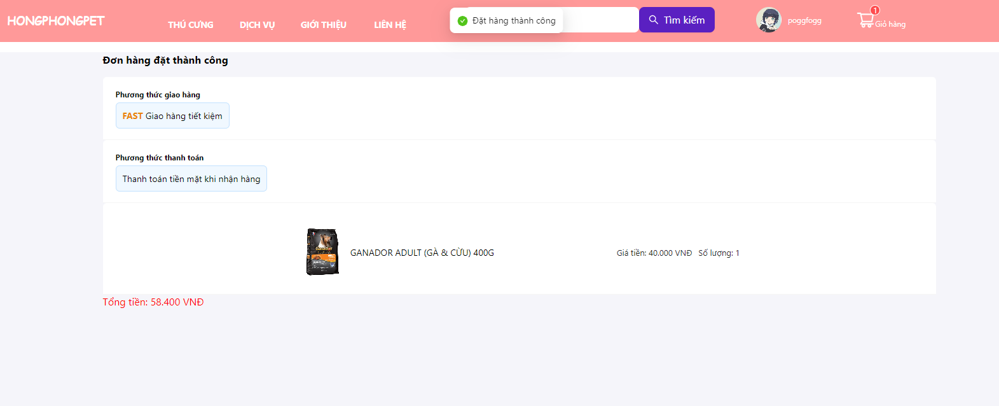 HONGPHONGPET
THÚ CƯNG
DỊCH VỤ
GIỚI THIỆU
LIÊN HỆ
Đặt hàng thành công
Tìm kiếm
poggfogg
1
Giỏ hàng
Đơn hàng đặt thành công
Phương thức giao hàng
FAST Giao hàng tiết kiệm
Phương thức thanh toán
Thanh toán tiền mặt khi nhận hàng
Ganador
GANADOR ADULT (GÀ & CỪU) 400G
Giá tiền: 40.000 VNĐ
Số lượng: 1
Tổng tiền: 58.400 VNĐ